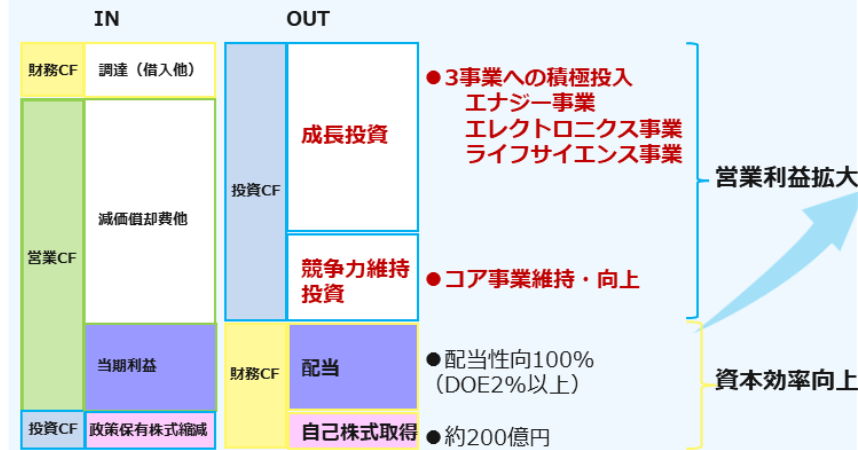 IN
OUT
財務CF
調達（借入他）
営業CF
減価償却費他
当期利益
投資CF
政策保有株式縮減
投資CF
成長投資
競争力維持
投資
財務CF
配当
自己株式取得
●3事業への積極投入
エナジー事業
エレクトロニクス事業
ライフサイエンス事業
●コア事業維持・向上
●配当性向100%
（DOE2%以上）
●約200億円
営業利益拡大
資本効率向上